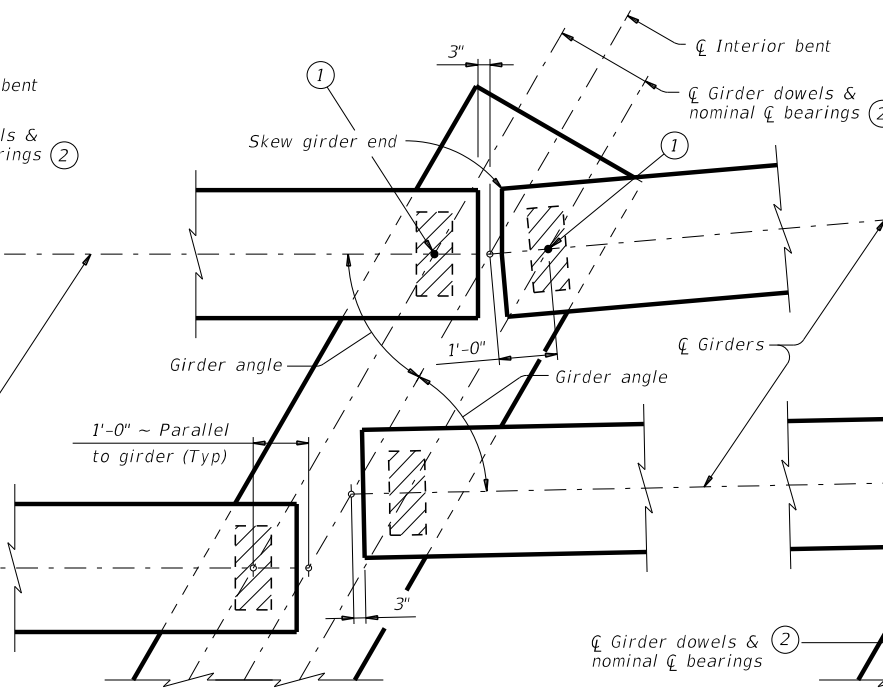 3"
℄ Interior bent
1
bent
℄ Girder dowels &
nominal ℄ bearings 2
Skew girder end
ls &
rings 2
1
1'-0"
℄ Girders
Girder angle
Girder angle
1'-0" ~ Parallel
to girder (Typ)
3"
℄ Girder dowels & 2
nominal ℄ bearings